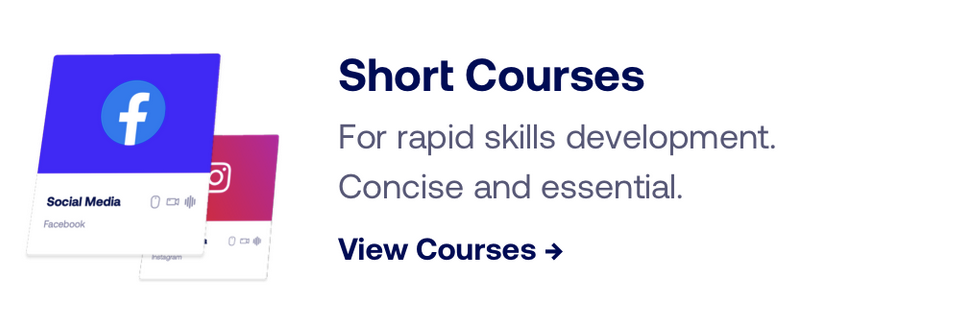 Short Courses
For rapid skills development.
Concise and essential.
View Courses →
Social Media
Facebook
Instagram